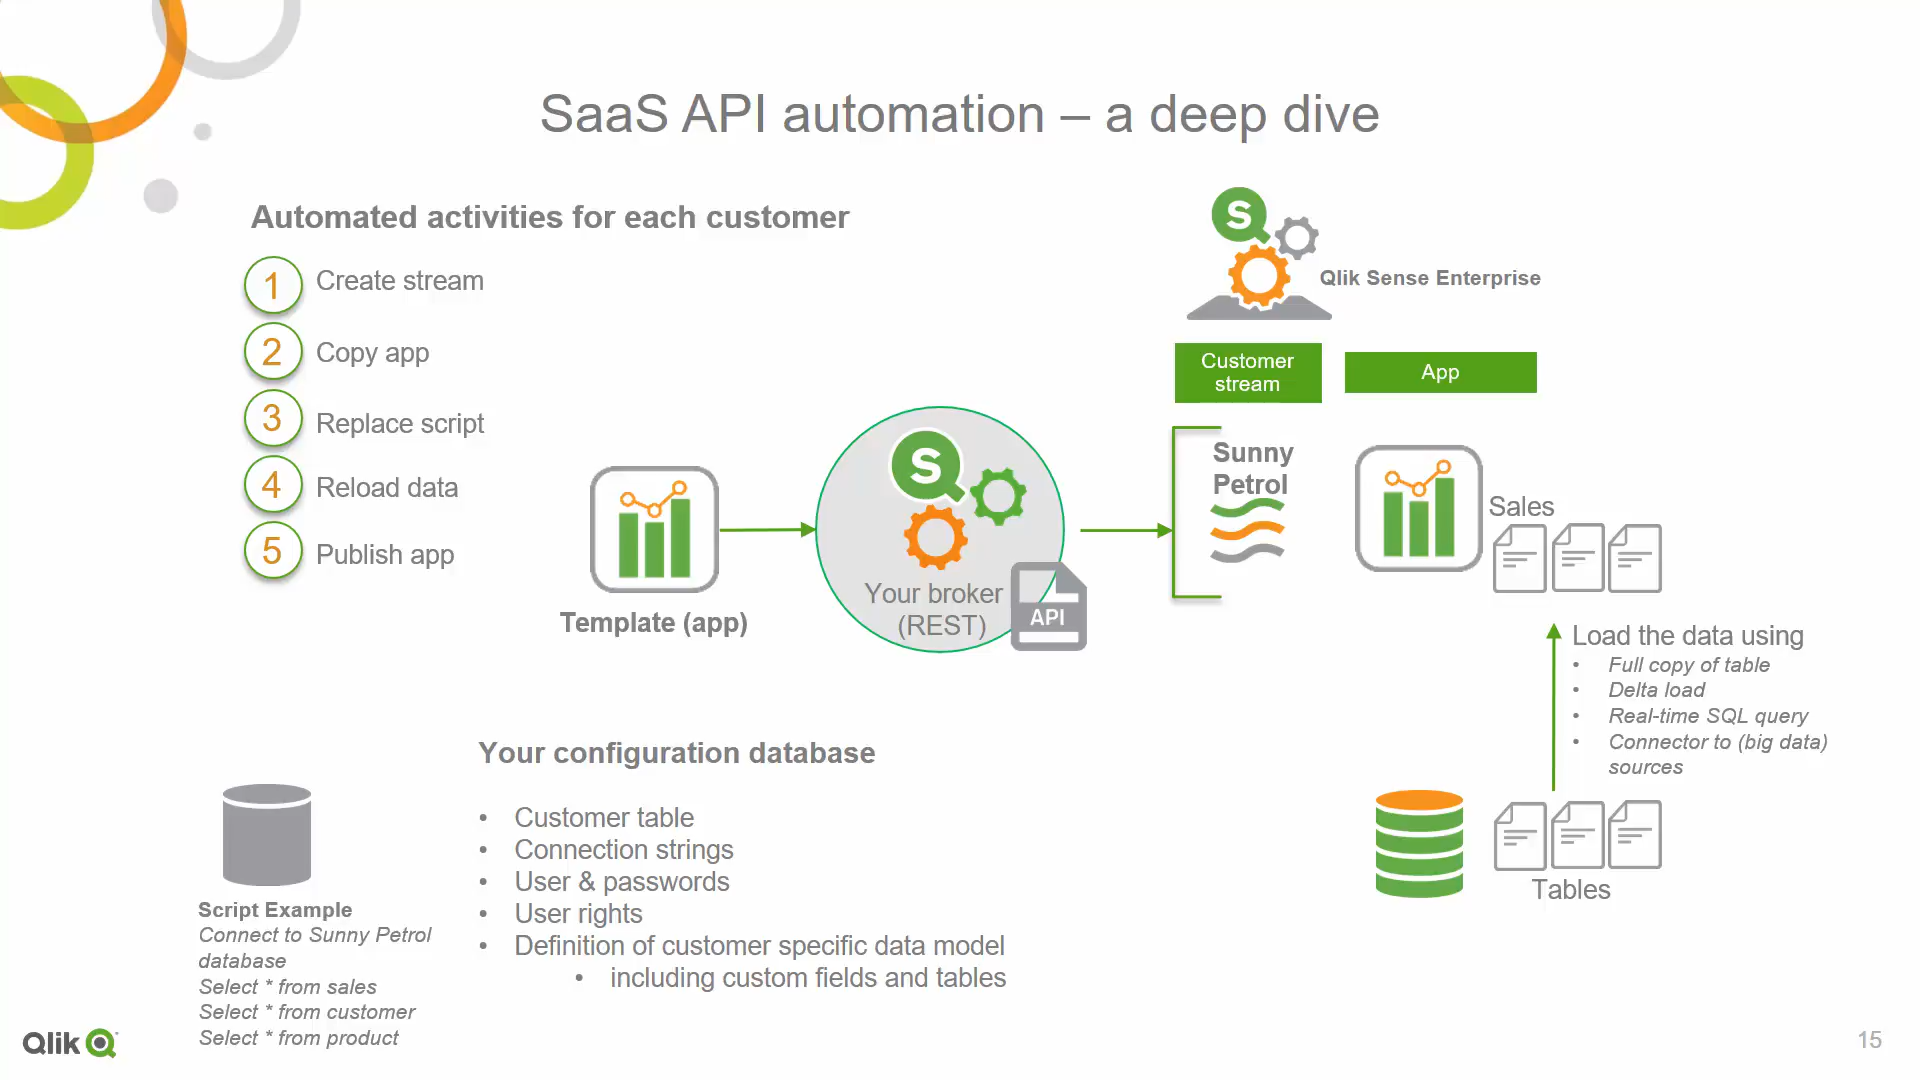 SaaS API automation – a deep dive
Automated activities for each customer
1 Create stream
2 Copy app
3 Replace script
4 Reload data
5 Publish app
Template (app)
S
Your broker
(REST)
API
S
Qlik Sense Enterprise
Customer
stream
App
Sunny
Petrol
Sales
Load the data using
• Full copy of table
• Delta load
• Real-time SQL query
• Connector to (big data)
sources
Tables
Your configuration database
• Customer table
• Connection strings
• User & passwords
• User rights
• Definition of customer specific data model
• including custom fields and tables
Script Example
Connect to Sunny Petrol
database
Select * from sales
Select * from customer
Select * from product
Qlik
15